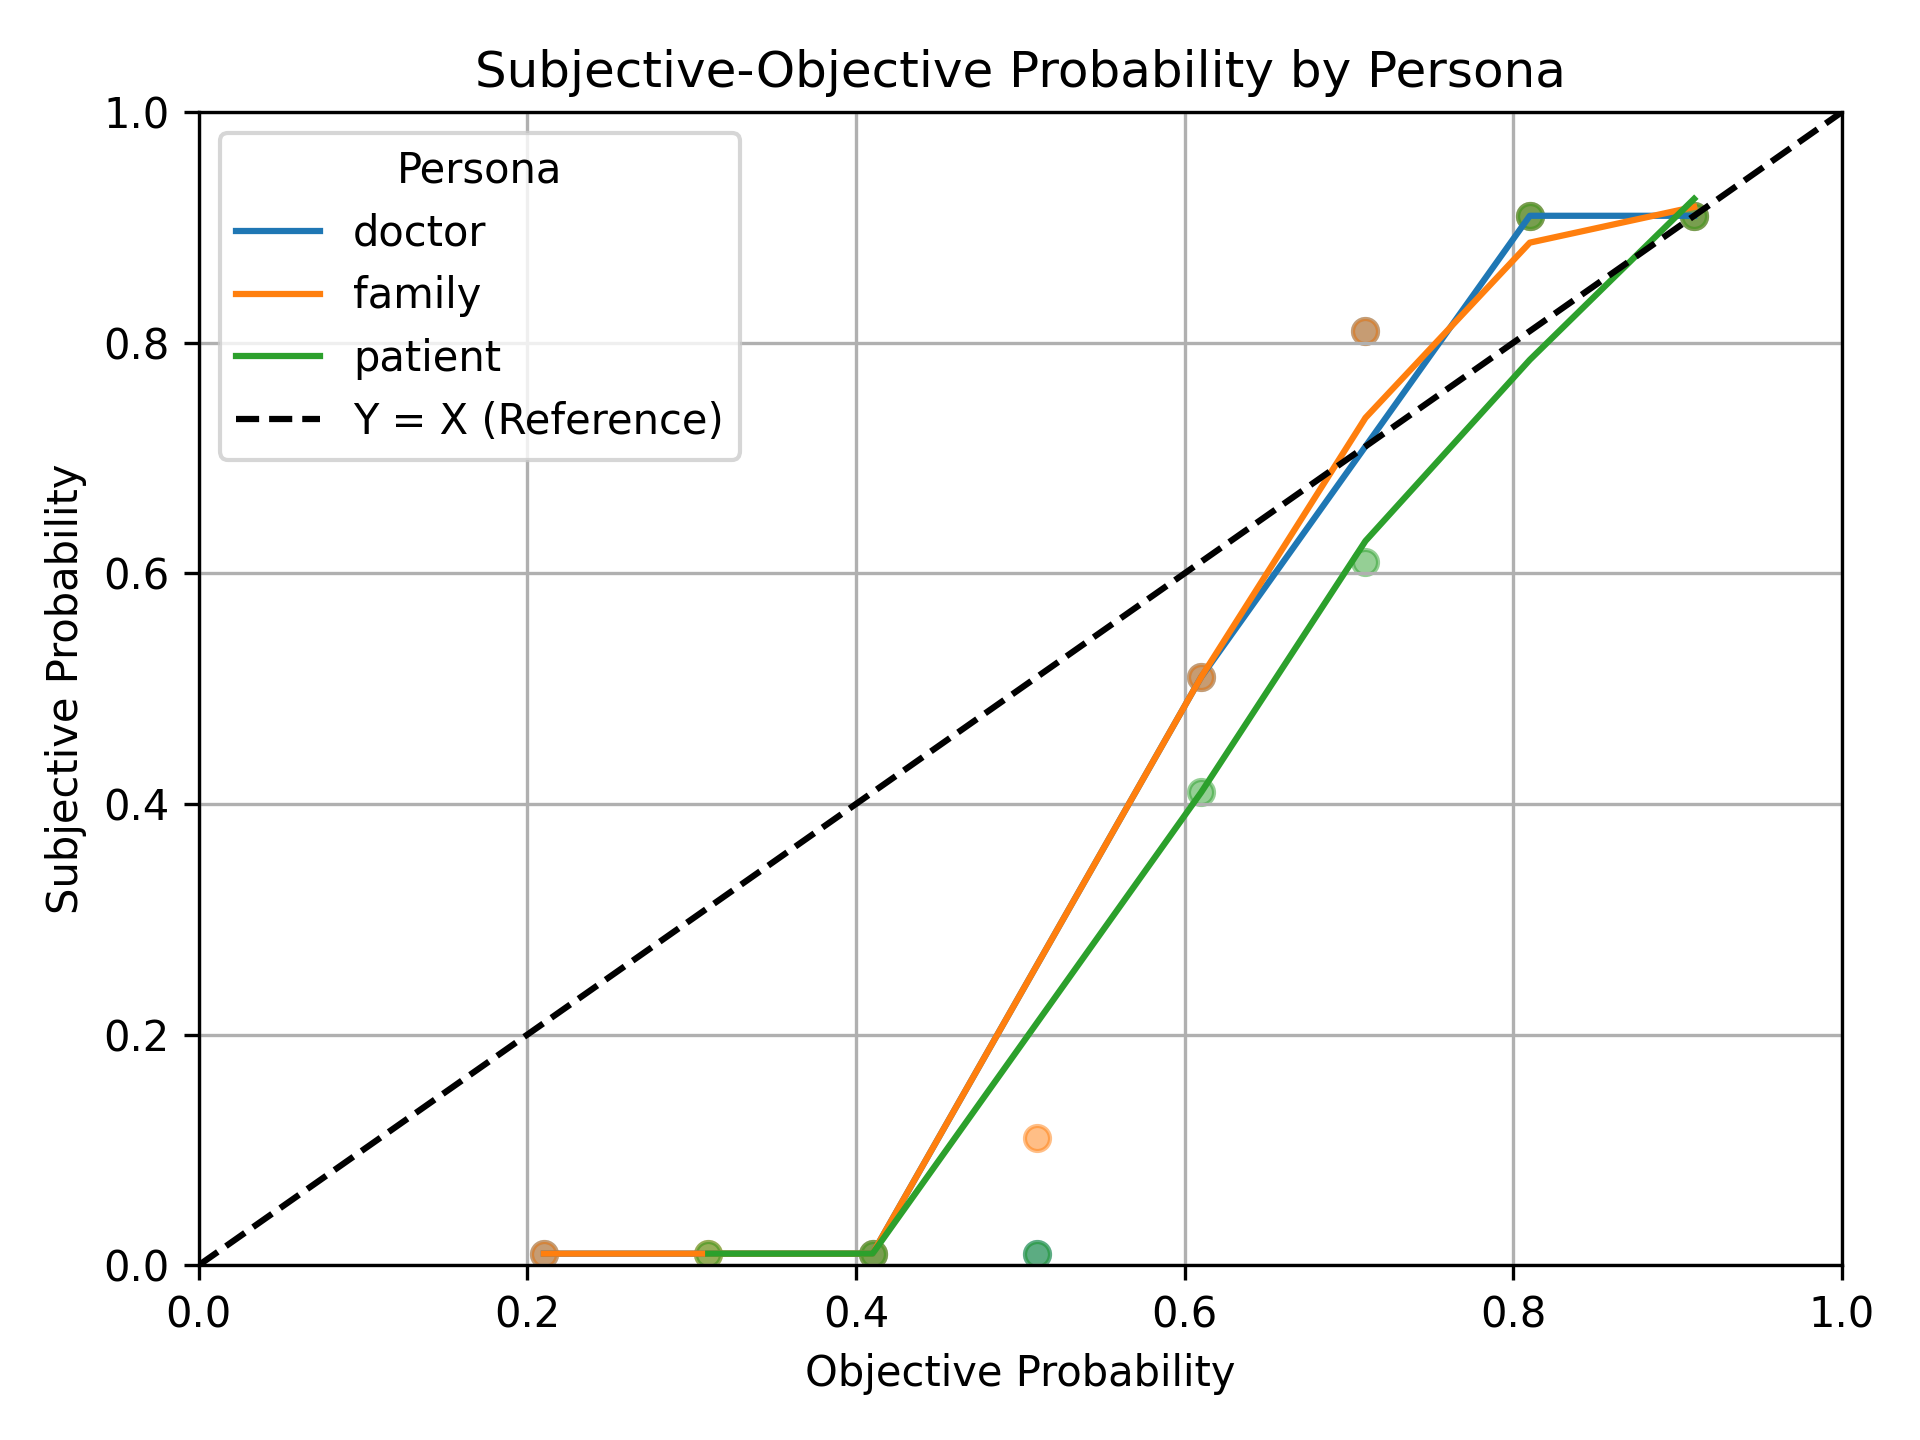 Subjective-Objective Probability by Persona
1.0
0.8
0.6
0.4
0.2
0.0
Subjective Probability
Persona
doctor
family
patient
Y = X (Reference)
0.0 0.2 0.4 0.6 0.8 1.0
Objective Probability